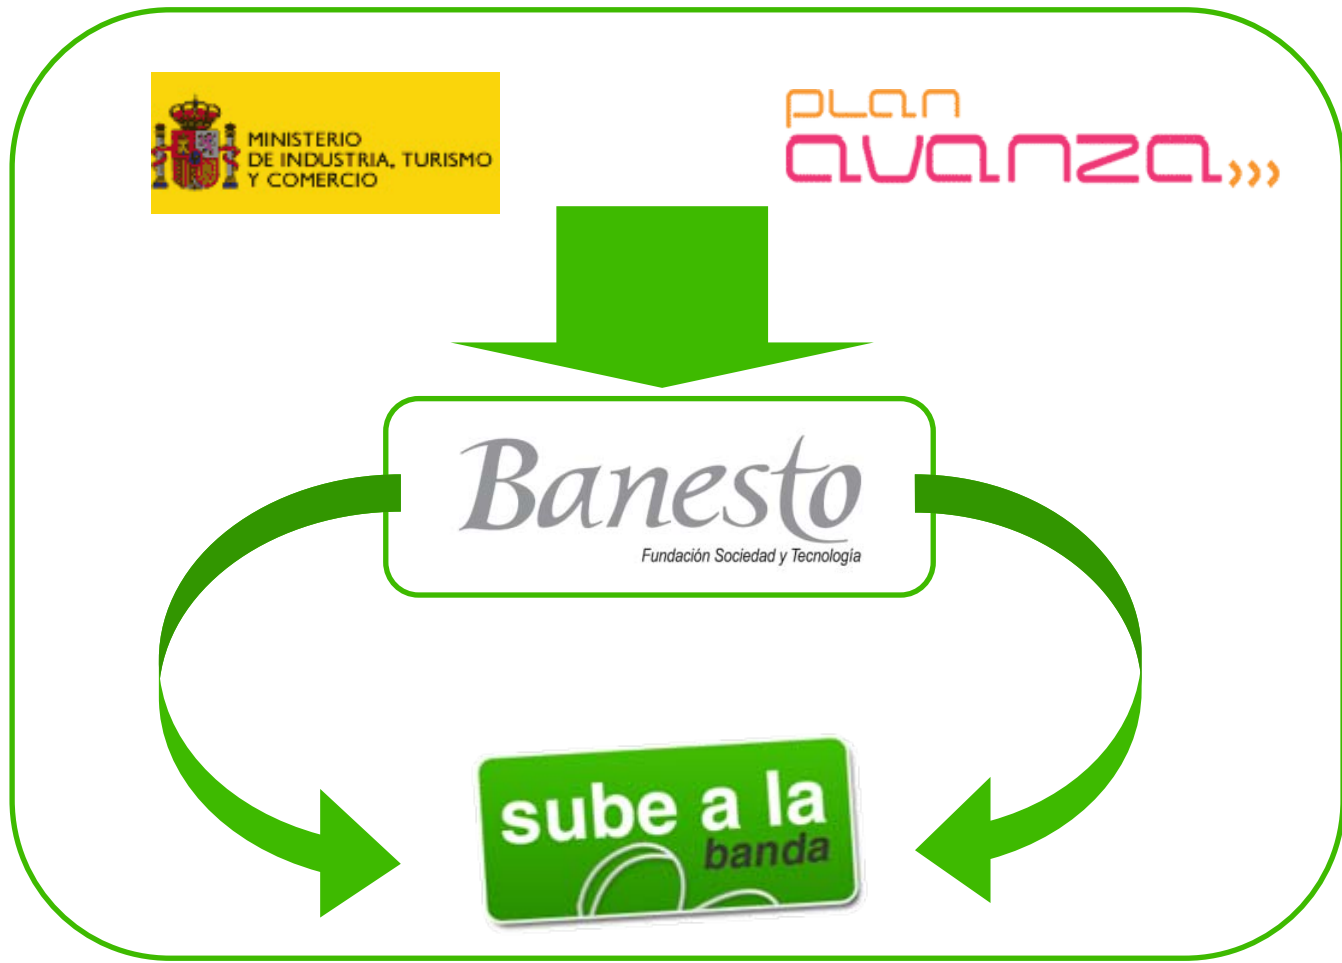 MINISTERIO
DE INDUSTRIA, TURISMO
Y COMERCIO
PLAN
avanza
Banesto
Fundación Sociedad y Tecnología
sube a la
banda